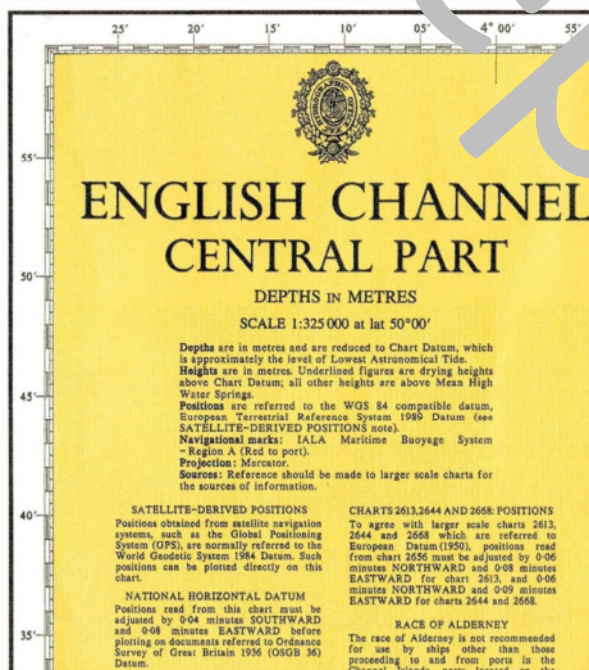 25′ 20′ 15′ 10′ 05′ 4° 00′ 55′
55′
ENGLISH CHANNEL
CENTRAL PART
50′
DEPTHS IN METRES
SCALE 1:325 000 at lat 50°00′
Depths are in metres and are reduced to Chart Datum, which
is approximately the level of Lowest Astronomical Tide.
Heights are in metres. Underlined figures are drying heights
above Chart Datum; all other heights are above Mean High
Water Springs.
45′
Positions are referred to the WGS 84 compatible datum,
European Terrestrial Reference System 1989 Datum (see
SATELLITE-DERIVED POSITIONS note).
Navigational marks: IALA Maritime Buoyage System
– Region A (Red to port).
Projection: Mercator.
Sources: Reference should be made to larger scale charts for
the sources of information.
40′
SATELLITE-DERIVED POSITIONS
Positions obtained from satellite navigation
systems, such as the Global Positioning
System (GPS), are normally referred to the
World Geodetic System 1984 Datum. Such
positions can be plotted directly on this
chart.
NATIONAL HORIZONTAL DATUM
Positions read from this chart must be
adjusted by 0·04 minutes SOUTHWARD
and 0·08 minutes EASTWARD before
plotting on documents referred to Ordnance
Survey of Great Britain 1936 (OSGB 36)
Datum.
35′
CHARTS 2613,2644 AND 2668: POSITIONS
To agree with larger scale charts 2613,
2644 and 2668 which are referred to
European Datum (1950), positions read
from chart 2656 must be adjusted by 0·06
minutes NORTHWARD and 0·08 minutes
EASTWARD for chart 2613, and 0·06
minutes NORTHWARD and 0·09 minutes
EASTWARD for charts 2644 and 2668.
RACE OF ALDERNEY
The race of Alderney is not recommended
for use by ships other than those
proceeding to and from ports in the